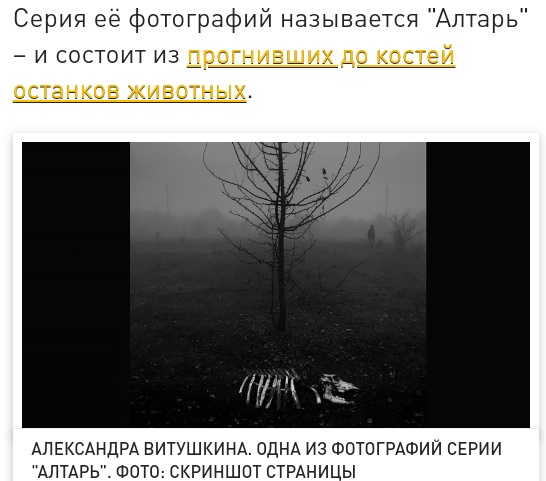 Серия её фотографий называется "Алтарь"
– и состоит из прогнивших до костей
останков животных.
АЛЕКСАНДРА ВИТУШКИНА. ОДНА ИЗ ФОТОГРАФИЙ СЕРИИ
"АЛТАРЬ". ФОТО: СКРИНШОТ СТРАНИЦЫ